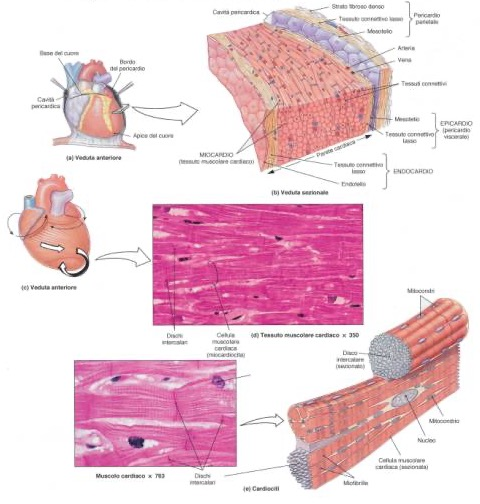 Base del cuore
Bordo
del pericardio
Cavità
pericardica
Apice del cuore
(a) Veduta anteriore
Cavità pericardica
Strato fibroso denso
Tessuto connettivo lasso
Mesotelio
Pericardio
parietale
Arteria
Vena
Tessuti connettivi
Mesotelio
Tessuto connettivo
lasso
EPICARDIO
(pericardio
viscerale)
MIOCARDIO
(tessuto muscolare cardiaco)
Parete cardiaca
Tessuto connettivo
lasso
Endotelio
ENDOCARDIO
(b) Veduta sezionale
(c) Veduta anteriore
Dischi
intercalari
Cellula
muscolare
cardiaca
(miocardiocita)
(d) Tessuto muscolare cardiaco × 350
Muscolo cardiaco × 763
Dischi
intercalari
Mitocondri
Disco
intercalare
(sezionato)
Mitocondrio
Nucleo
Cellula muscolare
cardiaca (sezionata)
Miofibrille
(e) Cardiociti